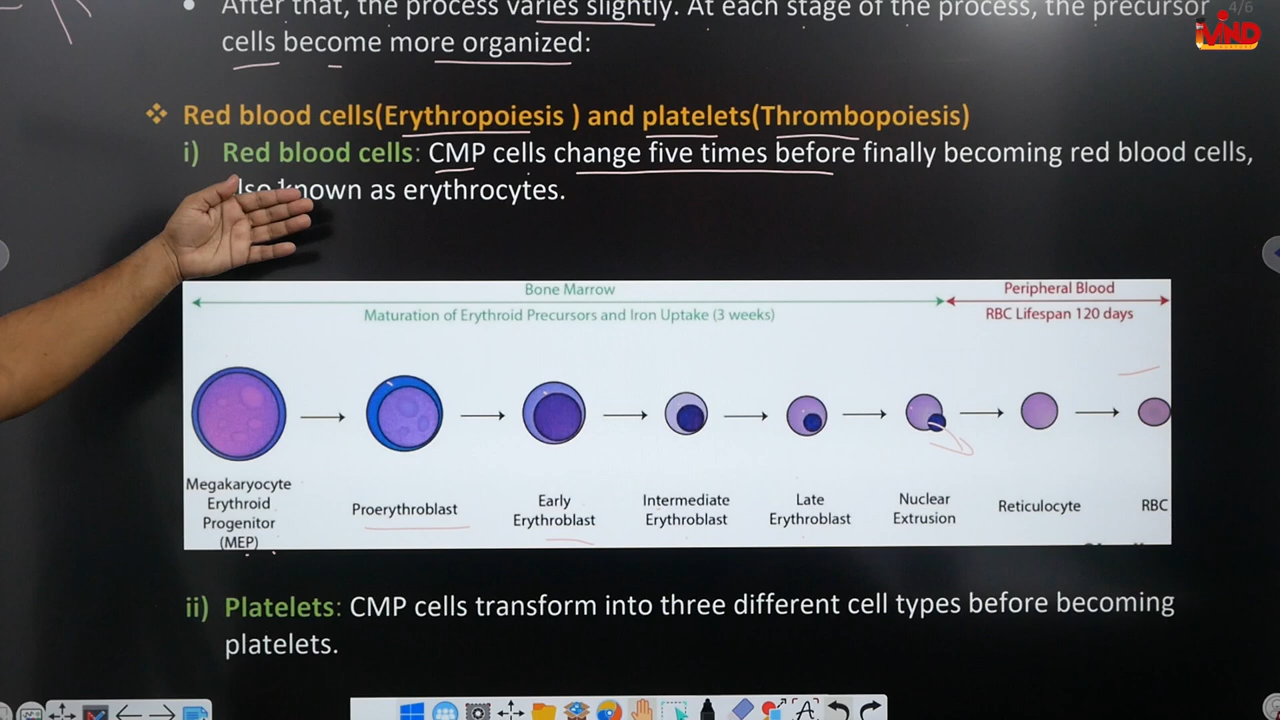 After that, the process varies slightly. At each stage of the process, the precursor
4/6
cells become more organized:
Red blood cells(Erythropoiesis ) and platelets(Thrombopoiesis)
i) Red blood cells: CMP cells change five times before finally becoming red blood cells,
known as erythrocytes.
Bone Marrow
Peripheral Blood
Maturation of Erythroid Precursors and Iron Uptake (3 weeks)
RBC Lifespan 120 days
Megakaryocyte
Erythroid
Progenitor
(MEP)
Proerythroblast
Early
Erythroblast
Intermediate
Erythroblast
Late
Erythroblast
Nuclear
Extrusion
Reticulocyte
RBC
ii) Platelets: CMP cells transform into three different cell types before becoming
platelets.